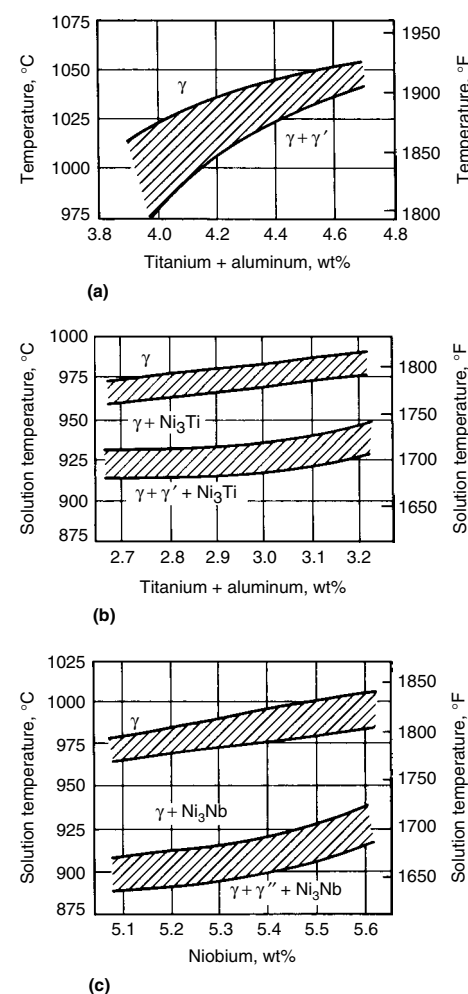 1075
1050
1025
1000
975
Temperature, °C
1950
1900
1850
1800
Temperature, °F
γ
γ + γ′
3.8 4.0 4.2 4.4 4.6 4.8
Titanium + aluminum, wt%
(a)
1000
975
950
925
900
875
Solution temperature, °C
1800
1750
1700
1650
Solution temperature, °F
γ
γ + Ni₃Ti
γ + γ′ + Ni₃Ti
2.7 2.8 2.9 3.0 3.1 3.2
Titanium + aluminum, wt%
(b)
1025
1000
975
950
925
900
875
Solution temperature, °C
1850
1800
1750
1700
1650
Solution temperature, °F
γ
γ + Ni₃Nb
γ + γ″ + Ni₃Nb
5.1 5.2 5.3 5.4 5.5 5.6
Niobium, wt%
(c)